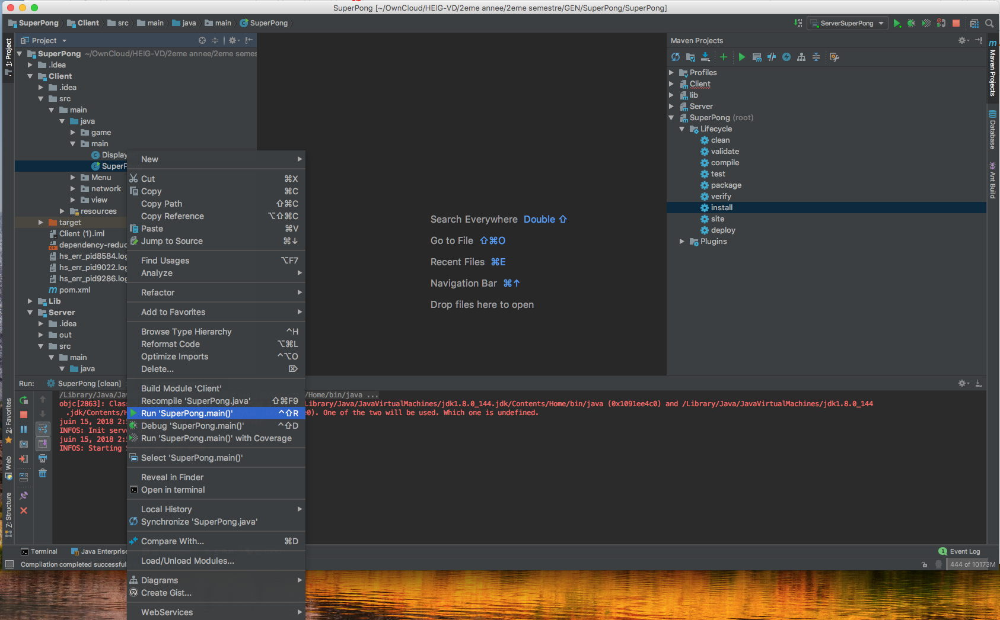 SuperPong [~/OwnCloud/HEIG-VD/2eme annee/2eme semestre/GEN/SuperPong/SuperPong]
SuperPong Client src main java main SuperPong
ServerSuperPong
1: Project
Project
SuperPong ~/OwnCloud/HEIG-VD/2eme annee/2eme semes
.idea
Client
.idea
src
main
java
game
main
Display
SuperP
Menu
network
view
resources
target
Client (1).iml
dependency-reduc
hs_err_pid8584.log
hs_err_pid9022.log
hs_err_pid9286.log
pom.xml
Lib
Server
.idea
out
src
main
java
New
Cut ⌘X
Copy ⌘C
Copy Path ⇧⌘C
Copy Reference ⌥⇧⌘C
Paste ⌘V
Jump to Source ⌘↓
Find Usages ⌥F7
Analyze
Refactor
Add to Favorites
Browse Type Hierarchy ^H
Reformat Code ⌥⌘L
Optimize Imports ^⌥O
Delete... ⌦
Build Module 'Client'
Recompile 'SuperPong.java' ⇧⌘F9
Run 'SuperPong.main()' ^⇧R
Debug 'SuperPong.main()' ^⇧D
Run 'SuperPong.main()' with Coverage
Select 'SuperPong.main()'
Reveal in Finder
Open in terminal
Local History
Synchronize 'SuperPong.java'
Compare With... ⌘D
Load/Unload Modules...
Diagrams
Create Gist...
WebServices
Search Everywhere Double ⇧
Go to File ⇧⌘O
Recent Files ⌘E
Navigation Bar ⌘↑
Drop files here to open
Maven Projects
Profiles
Client
lib
Server
SuperPong (root)
Lifecycle
clean
validate
compile
test
package
verify
install
site
deploy
Plugins
Maven Projects
Database
Ant Build
Run: SuperPong [clean]
/Library/Java/Jav /Home/bin/java ...
objc[2863]: Clas Library/Java/JavaVirtualMachines/jdk1.8.0_144.jdk/Contents/Home/bin/java (0x1091ee4c0) and /Library/Java/JavaVirtualMachines/jdk1.8.0_144
.jdk/Contents/H e0). One of the two will be used. Which one is undefined.
juin 15, 2018 2:
INFOS: Init serv
juin 15, 2018 2:
INFOS: Starting
2: Favorites
Web
7: Structure
Terminal Java Enterprise
1 Event Log
Compilation completed successful
444 of 10173M